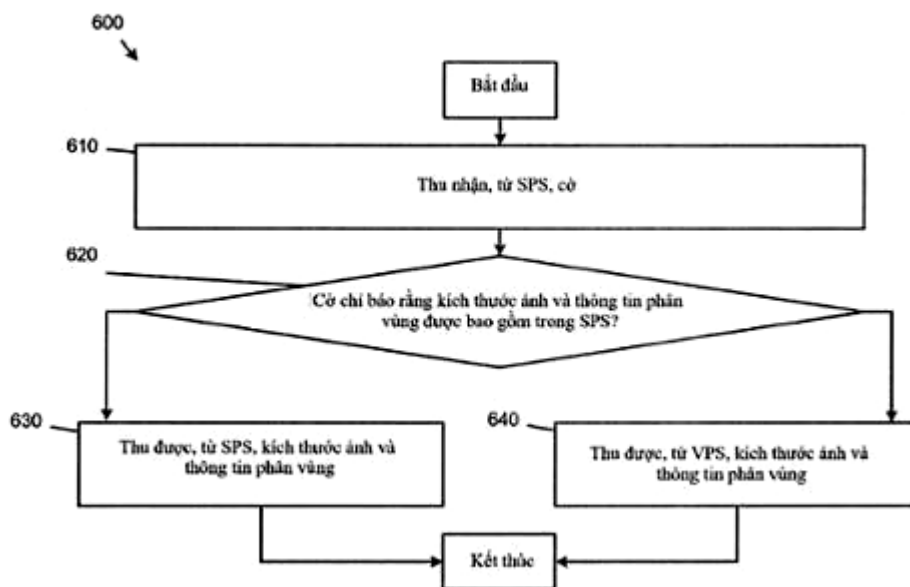 600
Bắt đầu
610
Thu nhận, từ SPS, cờ
620
Cờ chỉ báo rằng kích thước ảnh và thông tin phân
vùng được bao gồm trong SPS?
630
Thu được, từ SPS, kích thước ảnh và
thông tin phân vùng
640
Thu được, từ VPS, kích thước ảnh và
thông tin phân vùng
Kết thúc